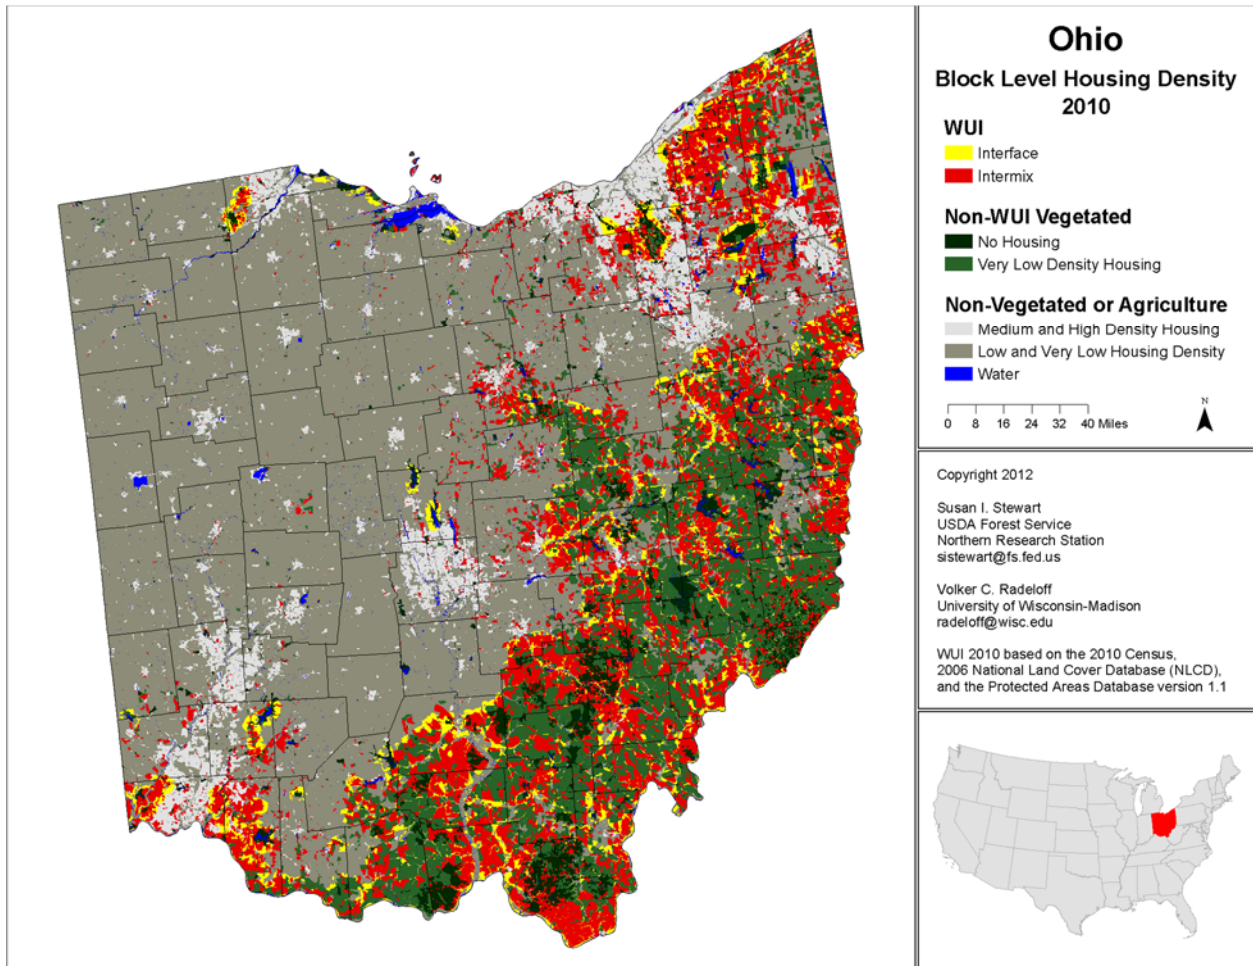 Ohio
Block Level Housing Density
2010
WUI
Interface
Intermix
Non-WUI Vegetated
No Housing
Very Low Density Housing
Non-Vegetated or Agriculture
Medium and High Density Housing
Low and Very Low Housing Density
Water
N
0 8 16 24 32 40 Miles
Copyright 2012
Susan I. Stewart
USDA Forest Service
Northern Research Station
sistewart@fs.fed.us
Volker C. Radeloff
University of Wisconsin-Madison
radeloff@wisc.edu
WUI 2010 based on the 2010 Census,
2006 National Land Cover Database (NLCD),
and the Protected Areas Database version 1.1